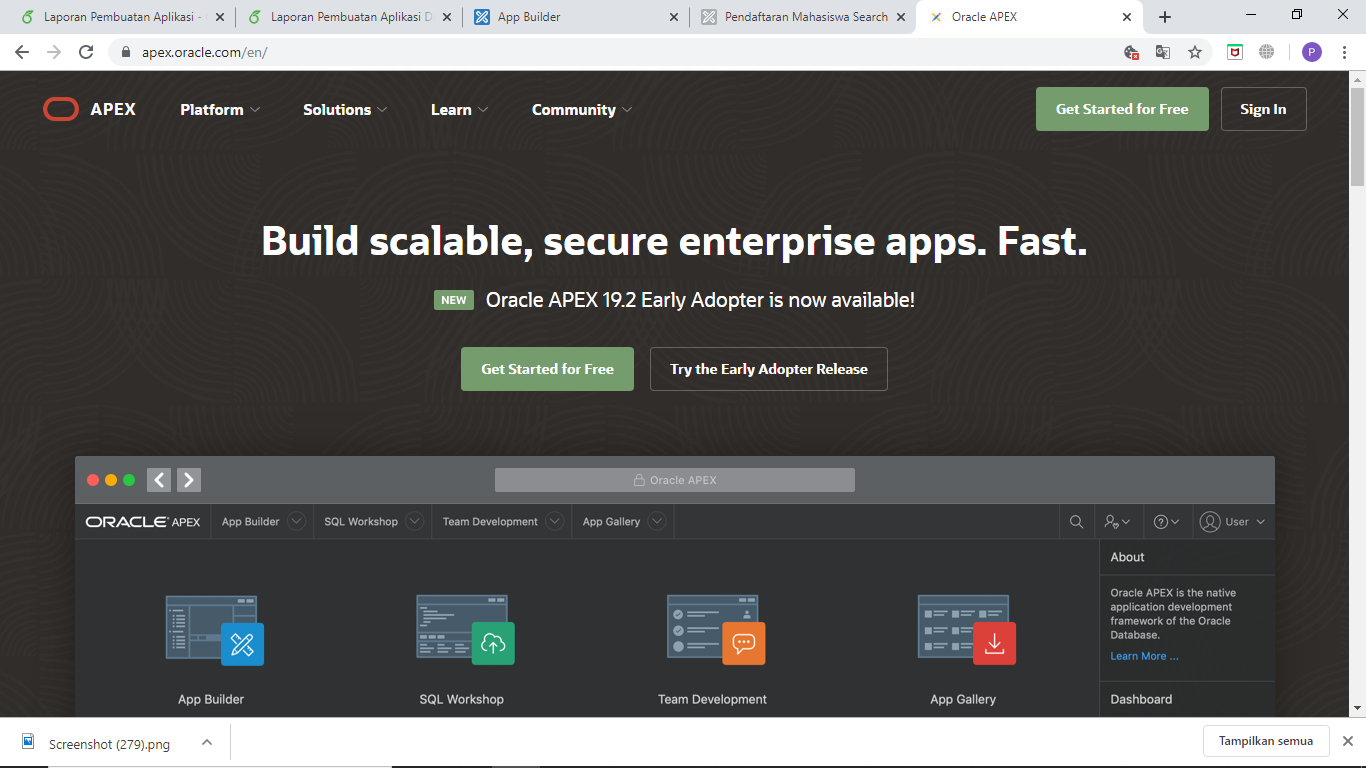 Laporan Pembuatan Aplikasi -
Laporan Pembuatan Aplikasi D
App Builder
Pendaftaran Mahasiswa Search
Oracle APEX
apex.oracle.com/en/
P
APEX
Platform
Solutions
Learn
Community
Get Started for Free
Sign In
Build scalable, secure enterprise apps. Fast.
NEW Oracle APEX 19.2 Early Adopter is now available!
Get Started for Free
Try the Early Adopter Release
Oracle APEX
ORACLE APEX
App Builder
SQL Workshop
Team Development
App Gallery
User
About
Oracle APEX is the native
application development
framework of the Oracle
Database.
Learn More ...
App Builder
SQL Workshop
Team Development
App Gallery
Dashboard
Screenshot (279).png
Tampilkan semua